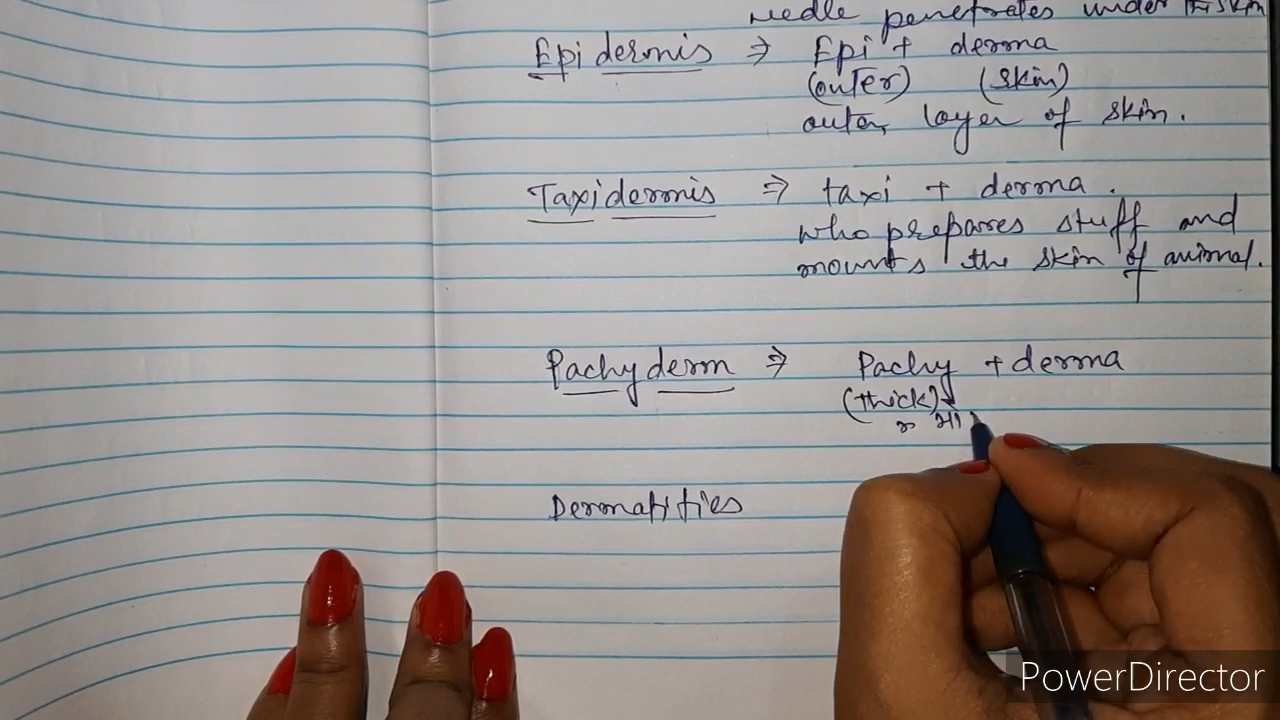 needle penetrates under the skin
Epidermis ⇒ Epi + derma
(outer) (skin)
outer layer of skin.
Taxidermis ⇒ taxi + derma.
who prepares stuff and
mounts the skin of animal.
Pachyderm ⇒ Pachy + derma
(thick)
Dermatities
PowerDirector